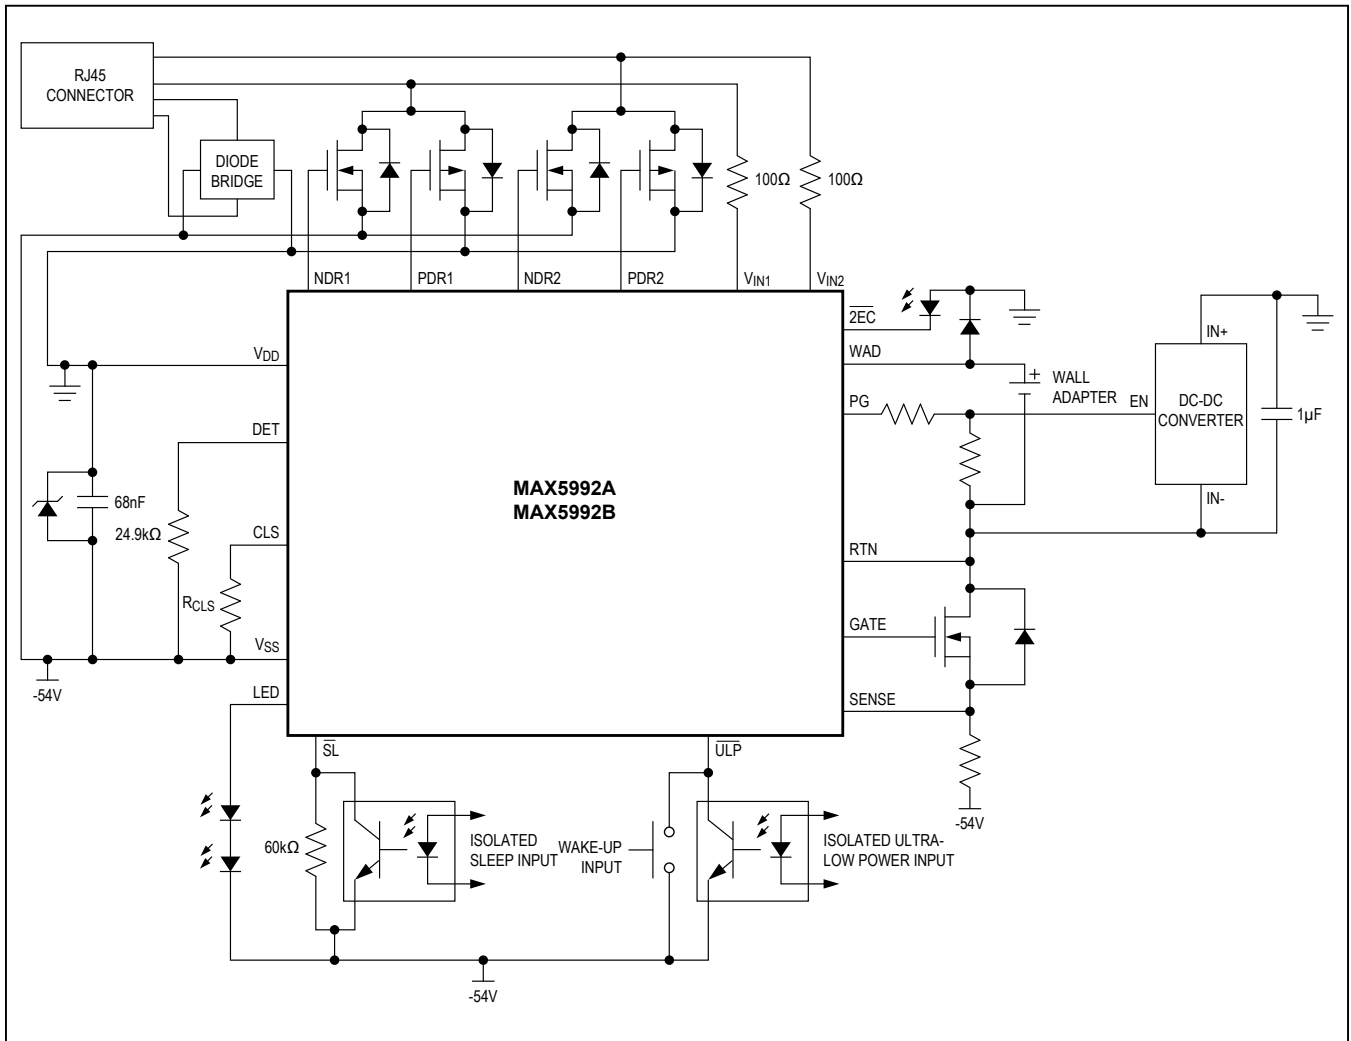 RJ45
CONNECTOR
DIODE
BRIDGE
100Ω
100Ω
NDR1
PDR1
NDR2
PDR2
VIN1
VIN2
2EC
IN+
VDD
WAD
WALL
ADAPTER
PG
EN
DC-DC
CONVERTER
1µF
DET
MAX5992A
MAX5992B
68nF
24.9kΩ
IN-
CLS
RTN
RCLS
GATE
VSS
-54V
LED
SENSE
SL
ULP
-54V
60kΩ
ISOLATED
SLEEP INPUT
WAKE-UP
INPUT
ISOLATED ULTRA-
LOW POWER INPUT
-54V